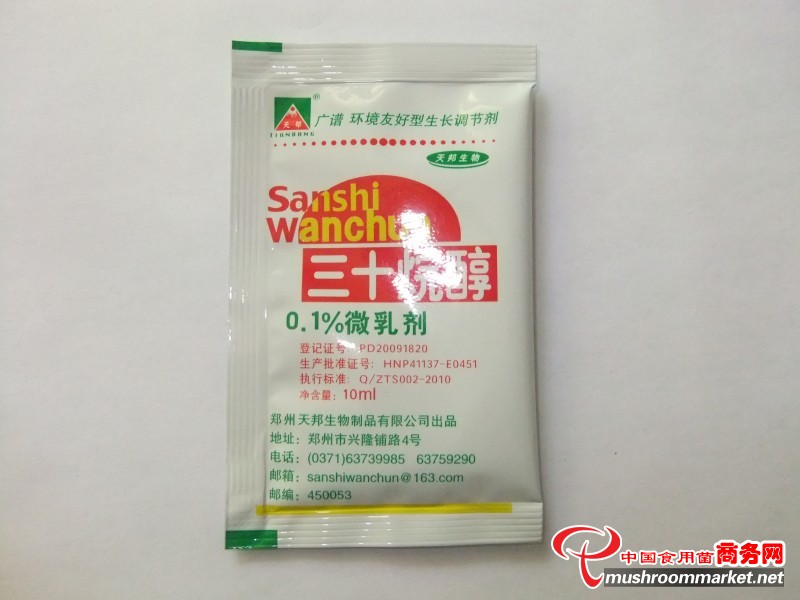 天邦
®
TIANBANG
广谱 环境友好型生长调节剂
天邦生物
Sanshi
Wanchun
三十烷醇
0.1%微乳剂
登记证号：PD20091820
生产批准证号：HNP41137-E0451
执行标准：Q/ZTS002-2010
净含量：10ml
郑州天邦生物制品有限公司出品
地址：郑州市兴隆铺路4号
电话：(0371)63739985 63759290
邮箱：sanshiwanchun@163.com
邮编：450053
中国食用菌商务网
mushroommarket.net